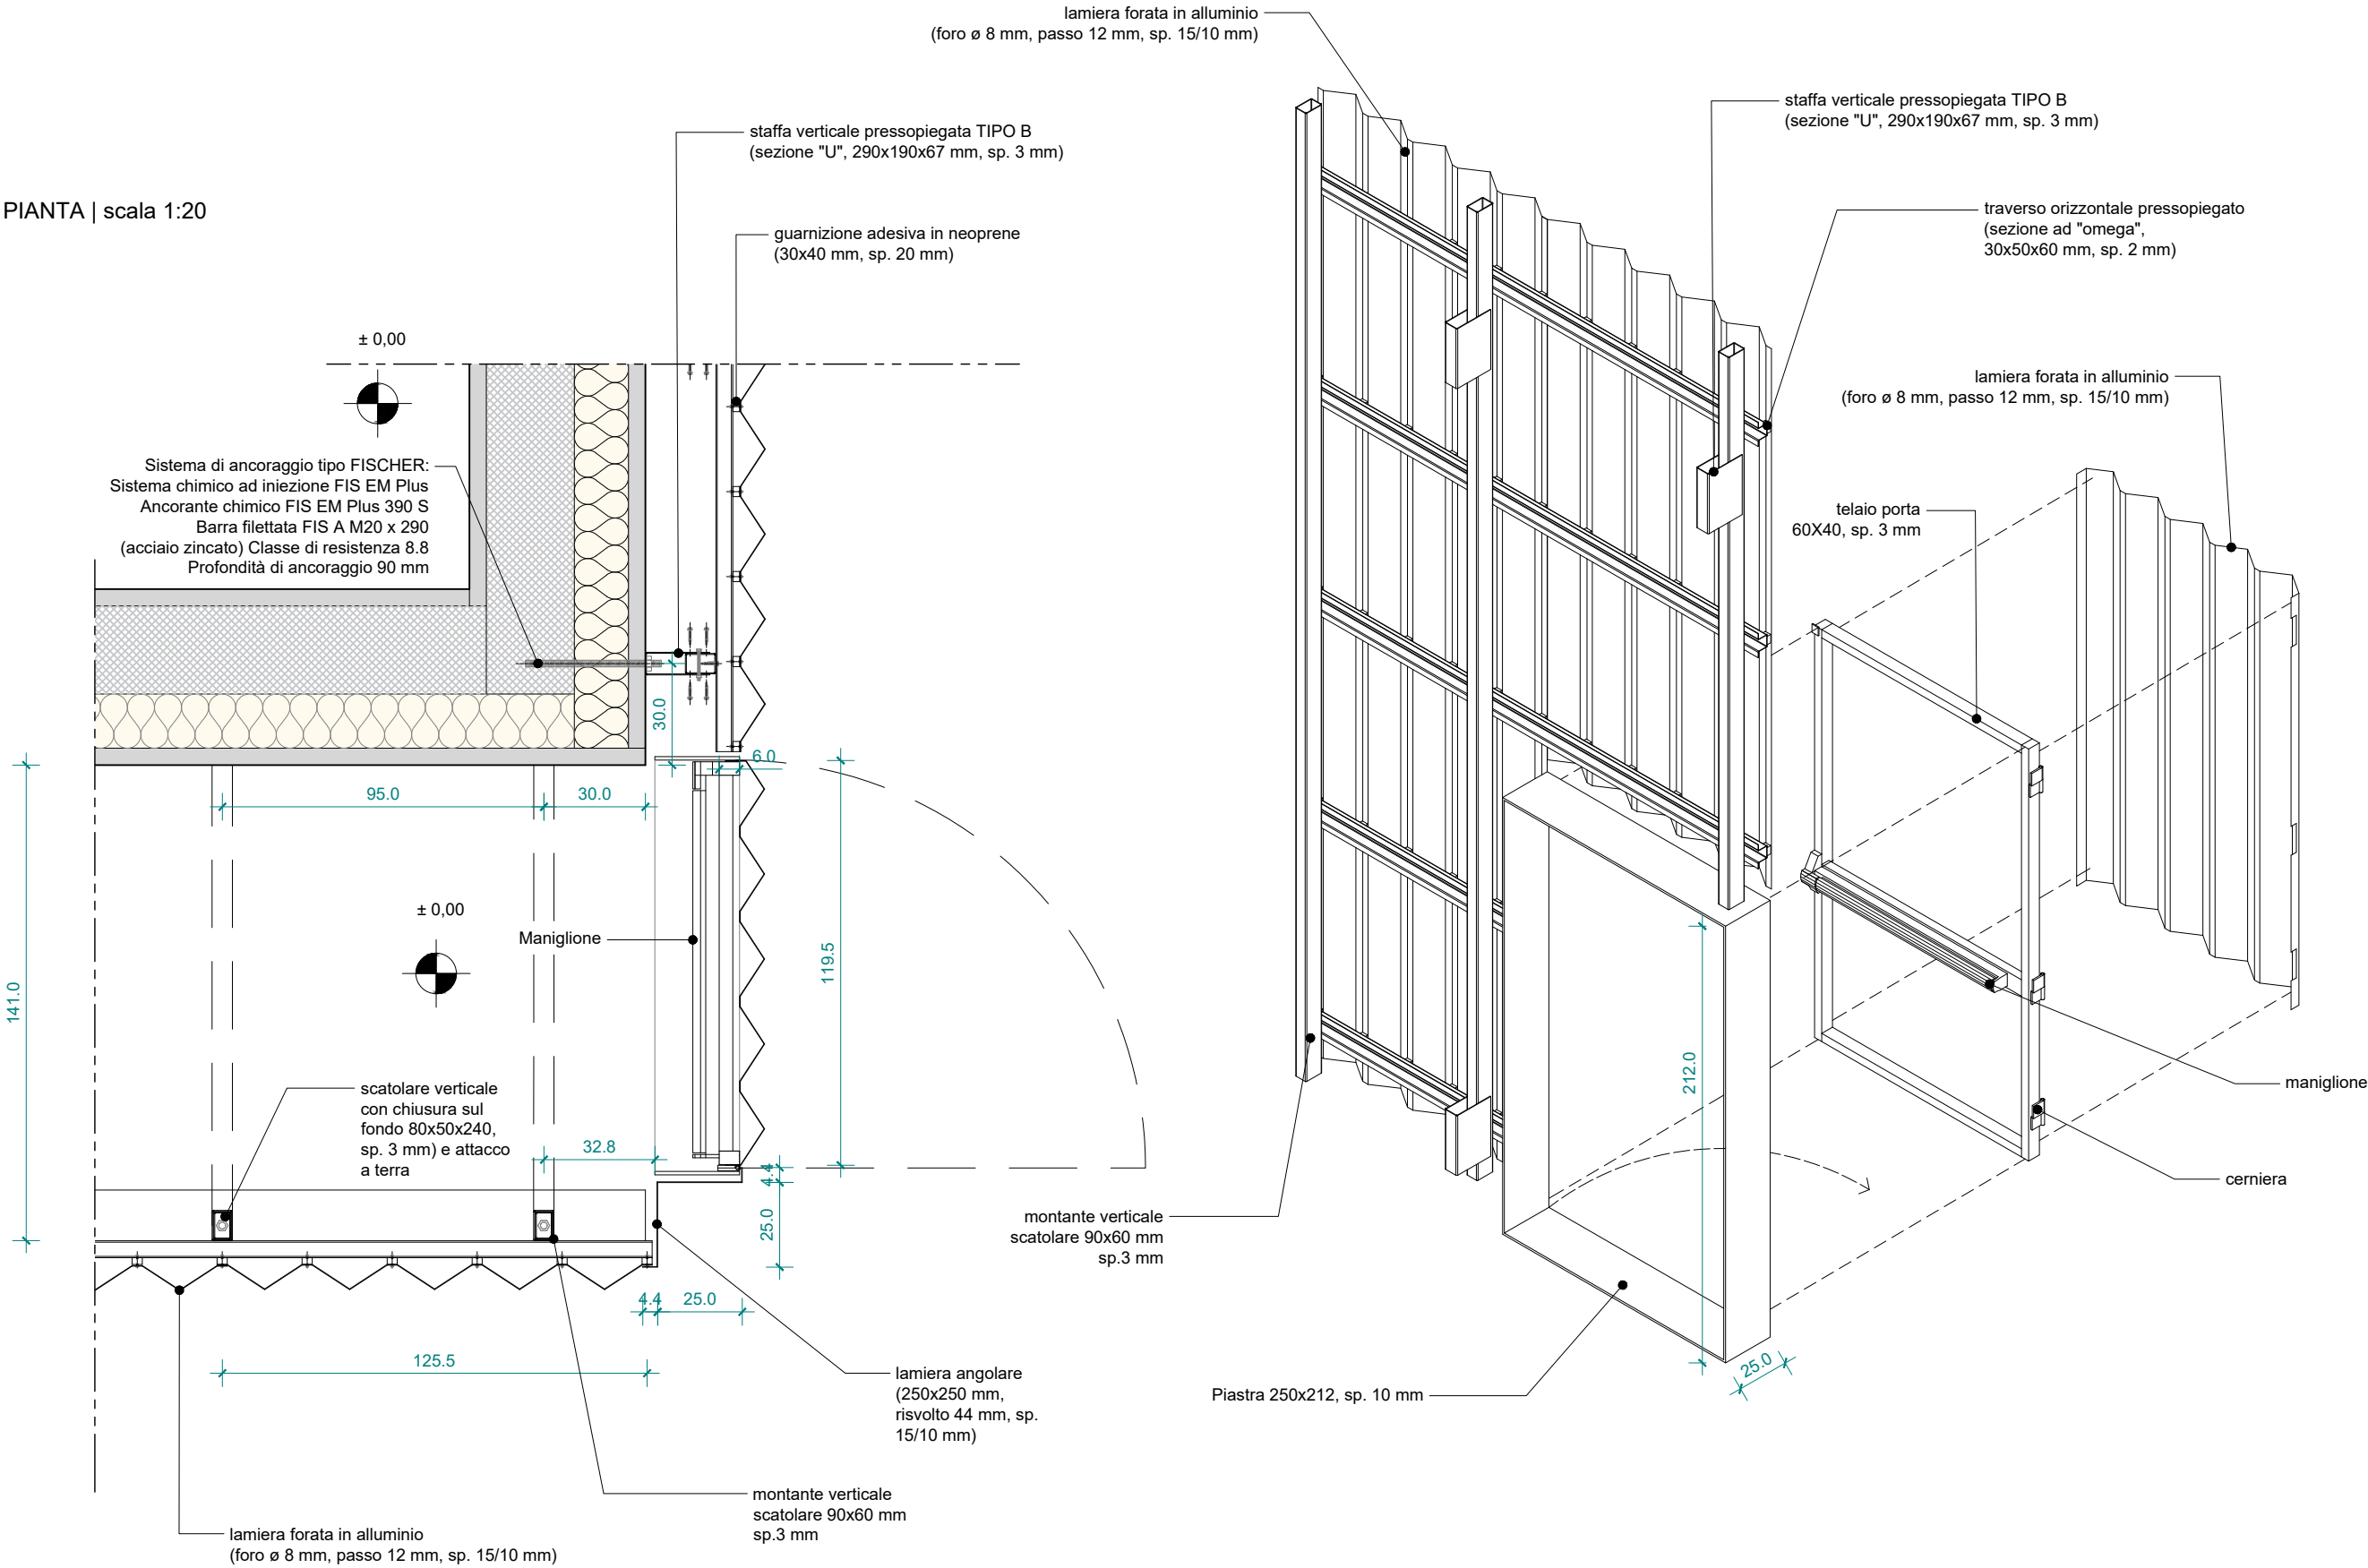 lamiera forata in alluminio
(foro ø 8 mm, passo 12 mm, sp. 15/10 mm)
staffa verticale pressopiegata TIPO B
(sezione "U", 290x190x67 mm, sp. 3 mm)
staffa verticale pressopiegata TIPO B
(sezione "U", 290x190x67 mm, sp. 3 mm)
PIANTA | scala 1:20
guarnizione adesiva in neoprene
(30x40 mm, sp. 20 mm)
traverso orizzontale pressopiegato
(sezione ad "omega",
30x50x60 mm, sp. 2 mm)
± 0,00
lamiera forata in alluminio
(foro ø 8 mm, passo 12 mm, sp. 15/10 mm)
Sistema di ancoraggio tipo FISCHER:
Sistema chimico ad iniezione FIS EM Plus
Ancorante chimico FIS EM Plus 390 S
Barra filettata FIS A M20 x 290
(acciaio zincato) Classe di resistenza 8.8
Profondità di ancoraggio 90 mm
telaio porta
60X40, sp. 3 mm
30.0
6.0
95.0
30.0
± 0,00
Maniglione
119.5
141.0
212.0
maniglione
scatolare verticale
con chiusura sul
fondo 80x50x240,
sp. 3 mm) e attacco
a terra
32.8
4.4
25.0
cerniera
montante verticale
scatolare 90x60 mm
sp.3 mm
4.4
25.0
125.5
25.0
lamiera angolare
(250x250 mm,
risvolto 44 mm, sp.
15/10 mm)
Piastra 250x212, sp. 10 mm
montante verticale
scatolare 90x60 mm
sp.3 mm
lamiera forata in alluminio
(foro ø 8 mm, passo 12 mm, sp. 15/10 mm)